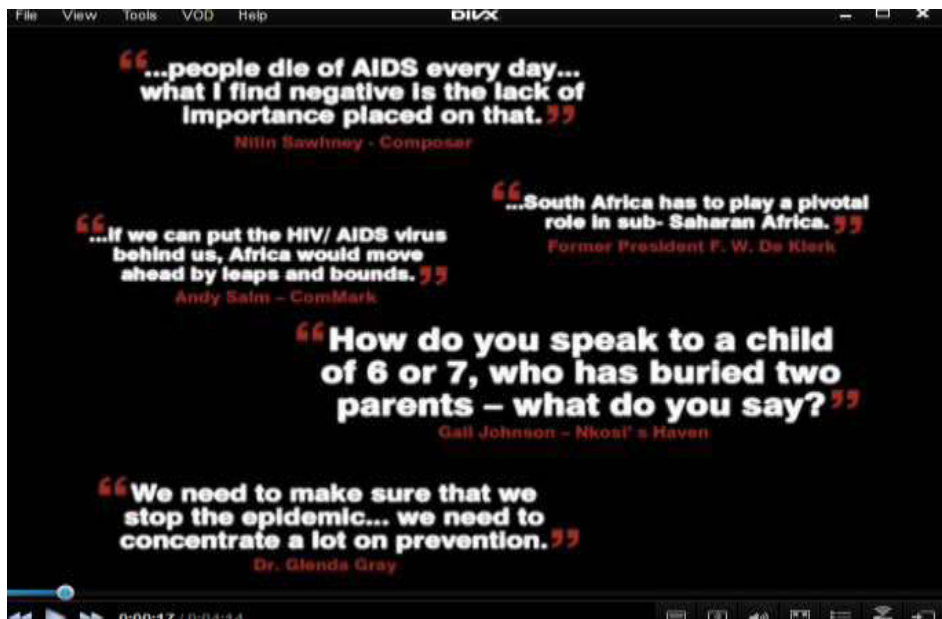 File View Tools VOD Help DIVX
“...people die of AIDS every day...
what I find negative is the lack of
importance placed on that.”
Nitin Sawhney - Composer
“...South Africa has to play a pivotal
role in sub- Saharan Africa.”
Former President F. W. De Klerk
“...If we can put the HIV/ AIDS virus
behind us, Africa would move
ahead by leaps and bounds.”
Andy Salm – ComMark
“How do you speak to a child
of 6 or 7, who has buried two
parents – what do you say?”
Gail Johnson – Nkosi' s Haven
“We need to make sure that we
stop the epidemic... we need to
concentrate a lot on prevention.”
Dr. Glenda Gray
0:00:17 / 0:04:14